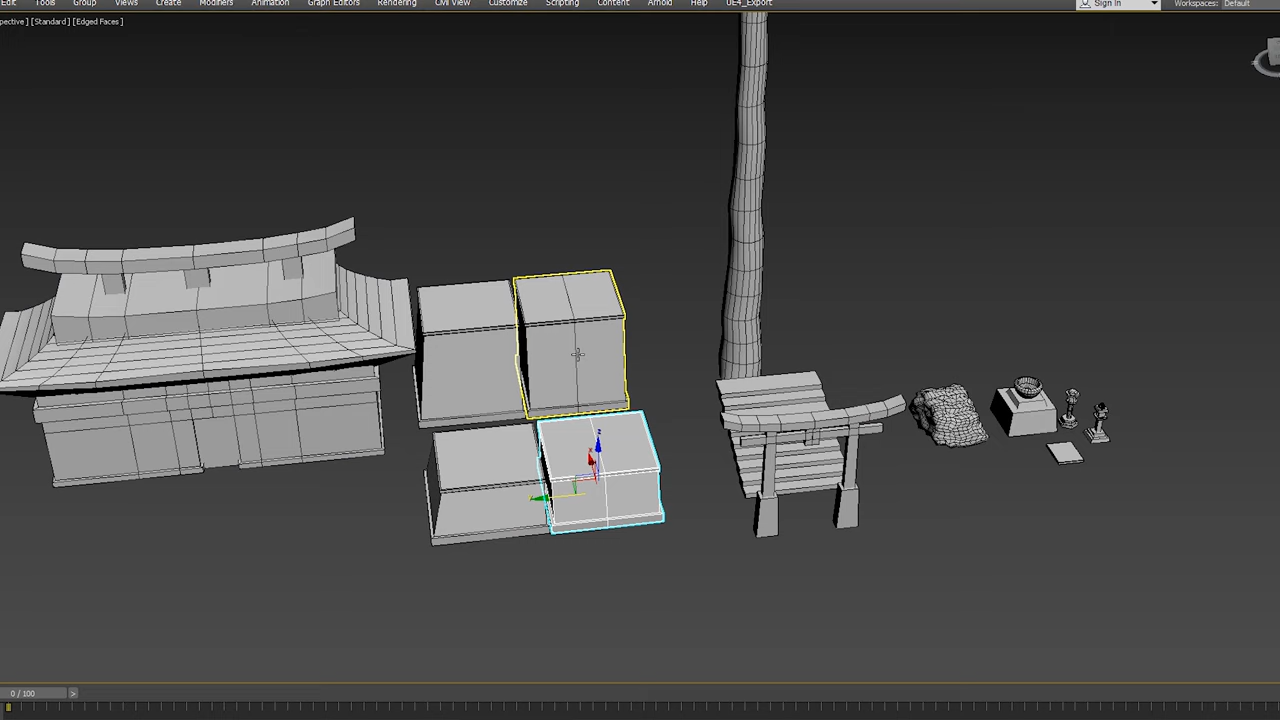 Edit Tools Group Views Create Modifiers Animation Graph Editors Rendering Civil View Customize Scripting Content Arnold Help UE4_Export Sign In Workspaces: Default
pective ] [Standard ] [Edged Faces ]
0 / 100 >